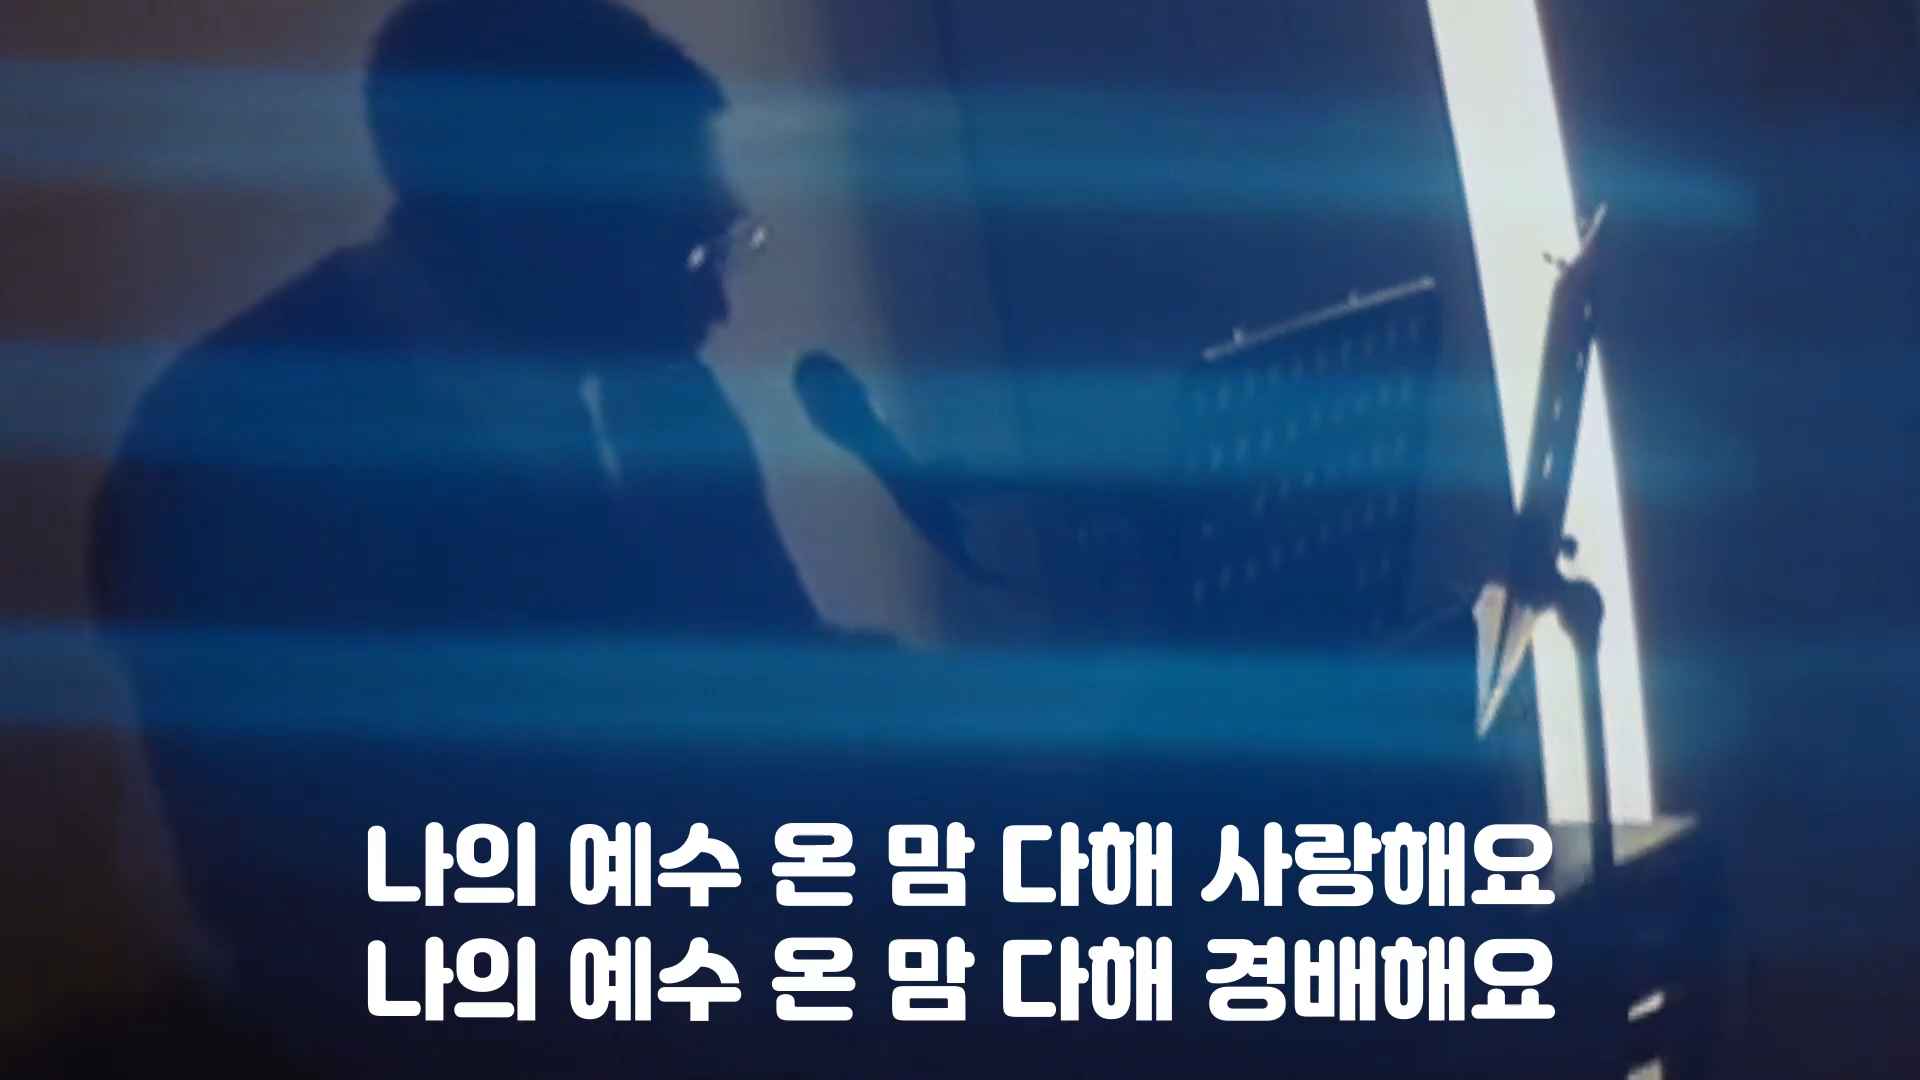 나의 예수 온 맘 다해 사랑해요
나의 예수 온 맘 다해 경배해요